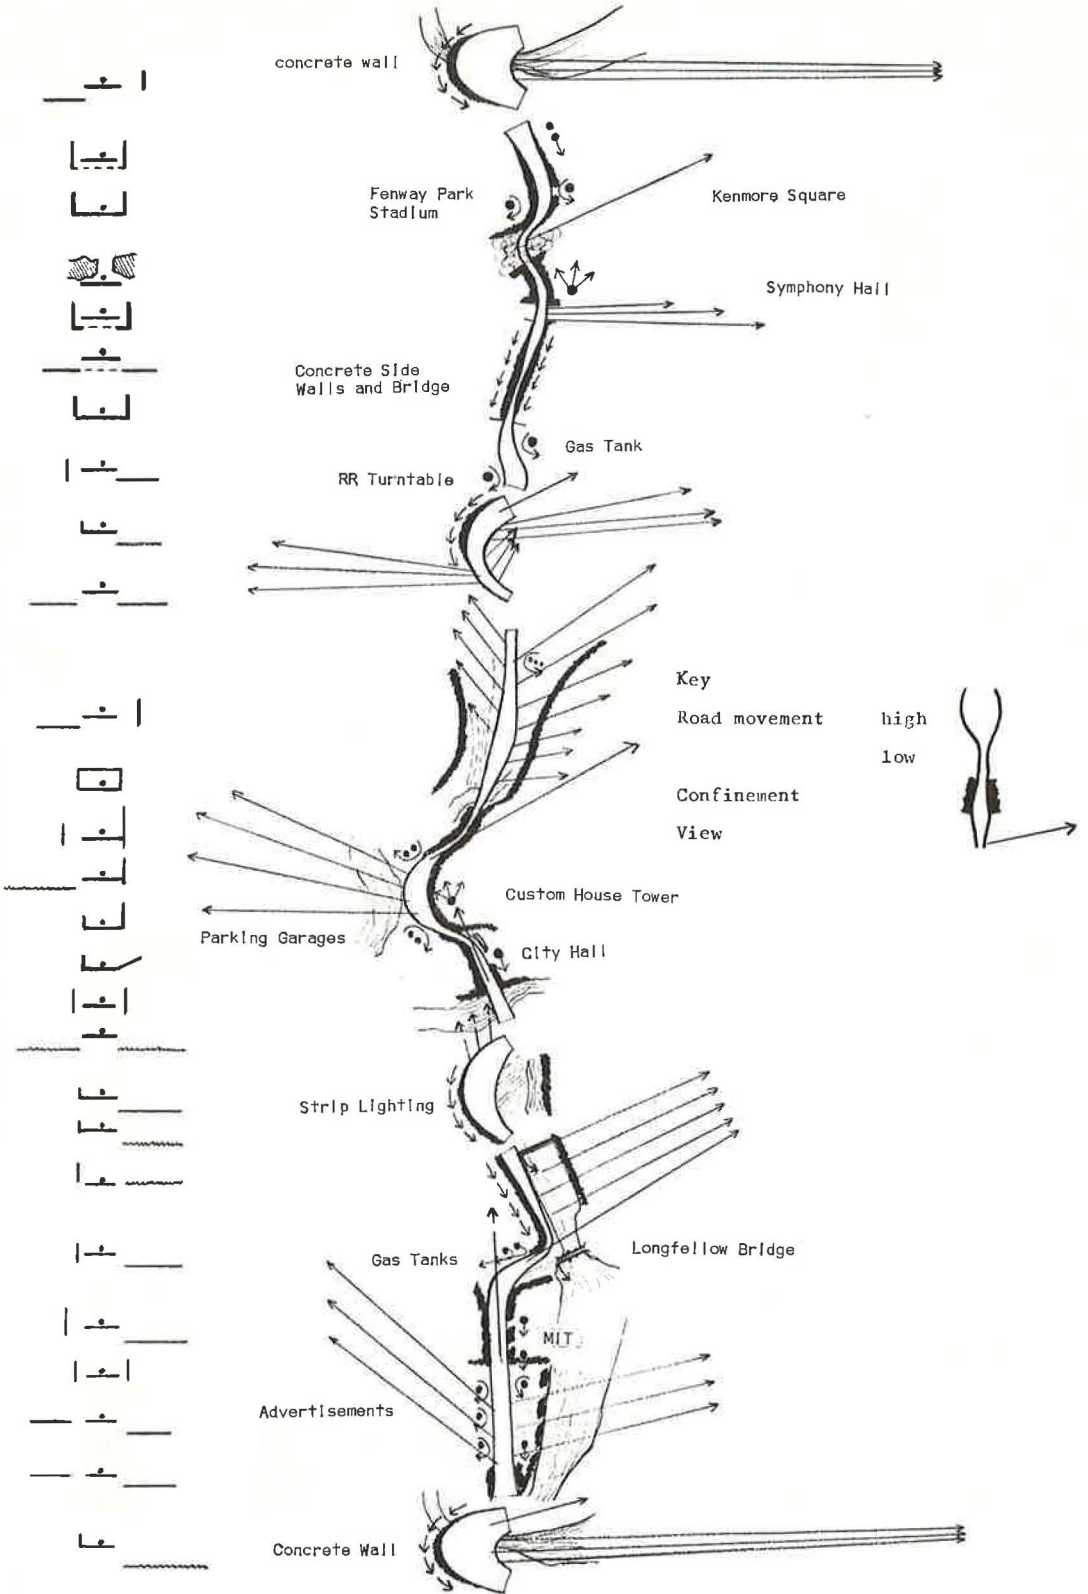 concrete wall
Fenway Park
Stadium
Kenmore Square
Symphony Hall
Concrete Side
Walls and Bridge
Gas Tank
RR Turntable
Key
Road movement high
low
Confinement
View
Custom House Tower
Parking Garages
City Hall
Strip Lighting
Gas Tanks
Longfellow Bridge
MIT
Advertisements
Concrete Wall